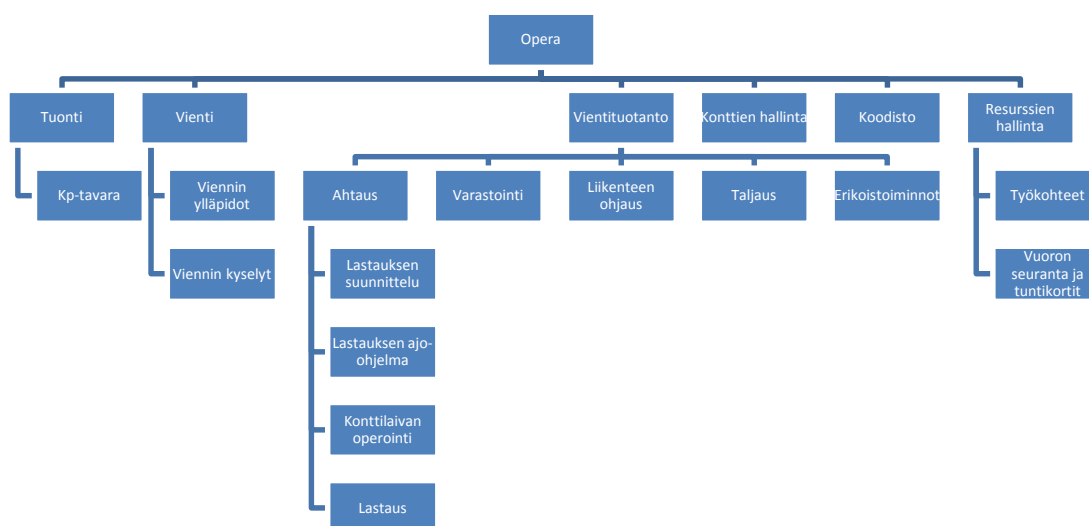 Opera
Tuonti
Vienti
Vientituotanto
Konttien hallinta
Koodisto
Resurssien
hallinta
Kp-tavara
Viennin
ylläpidot
Ahtaus
Varastointi
Liikenteen
ohjaus
Taljaus
Erikoistoiminnot
Työkohteet
Viennin kyselyt
Lastauksen
suunnittelu
Vuoron
seuranta ja
tuntikortit
Lastauksen ajo-
ohjelma
Konttilaivan
operointi
Lastaus